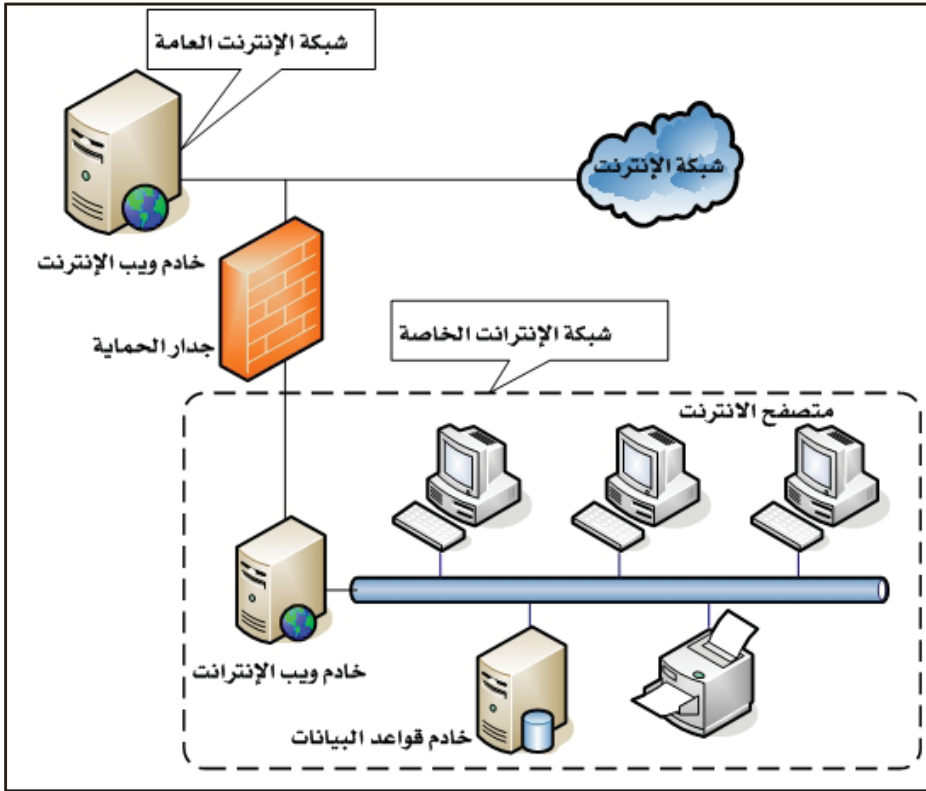 شبكة الإنترنت العامة
شبكة الإنترنت
خادم ويب الإنترنت
جدار الحماية
شبكة الإنترانت الخاصة
متصفح الانترنت
خادم ويب الإنترانت
خادم قواعد البيانات